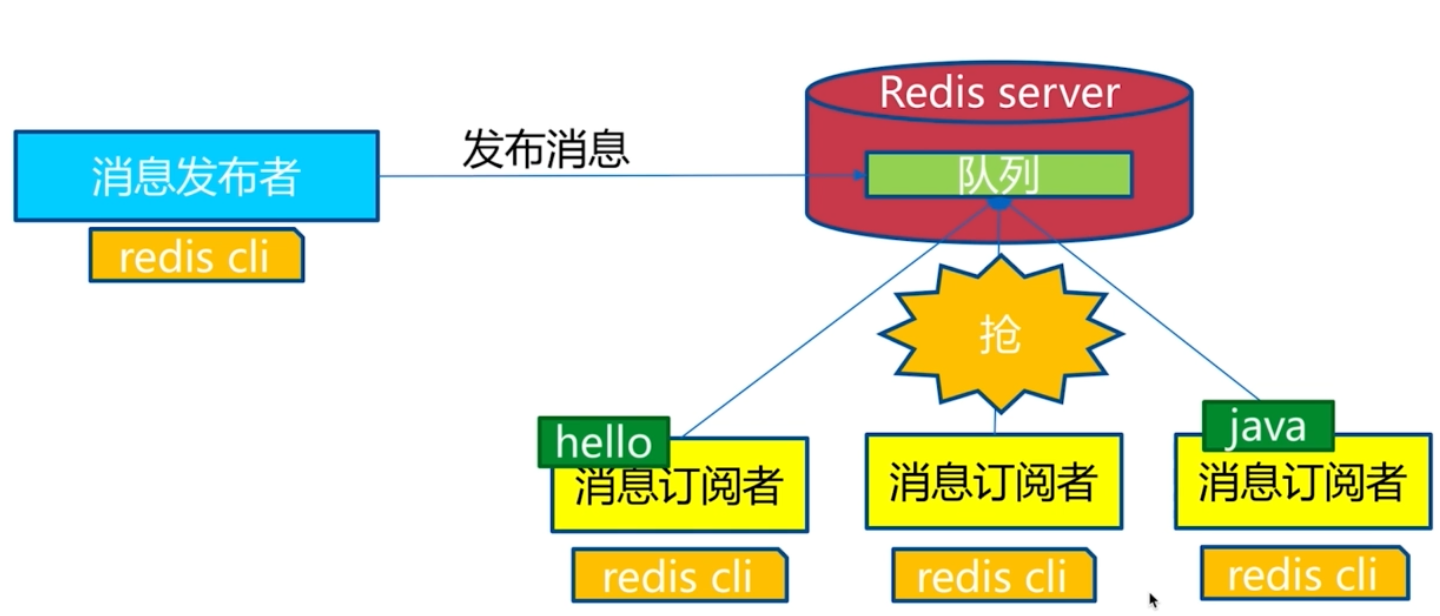 Redis server
发布消息
消息发布者
队列
redis cli
抢
hello
java
消息订阅者
消息订阅者
消息订阅者
redis cli
redis cli
redis cli